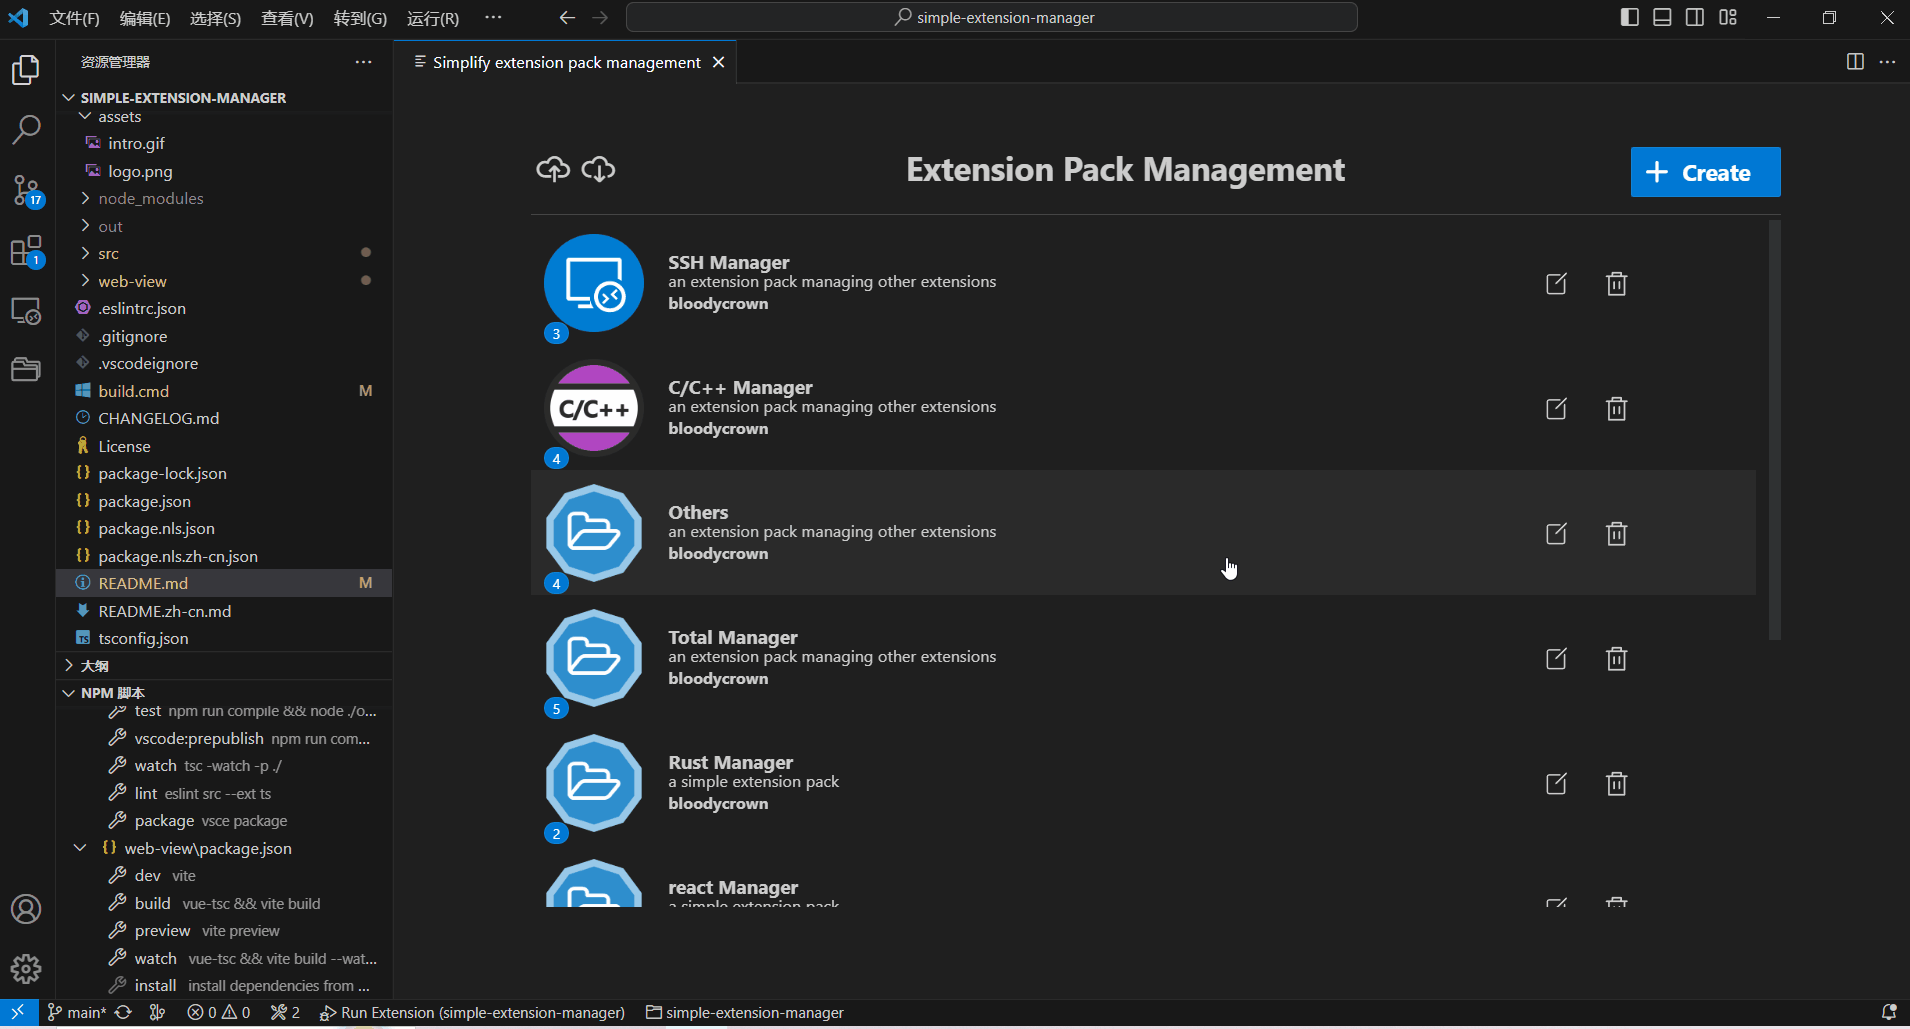 文件(F) 编辑(E) 选择(S) 查看(V) 转到(G) 运行(R) ··· simple-extension-manager
资源管理器 ···
SIMPLE-EXTENSION-MANAGER
assets
intro.gif
logo.png
node_modules
out
src
web-view
.eslintrc.json
.gitignore
.vscodeignore
build.cmd M
CHANGELOG.md
License
package-lock.json
package.json
package.nls.json
package.nls.zh-cn.json
README.md M
README.zh-cn.md
TS tsconfig.json
大纲
NPM 脚本
test npm run compile && node ./o...
vscode:prepublish npm run com...
watch tsc -watch -p ./
lint eslint src --ext ts
package vsce package
web-view\package.json
dev vite
build vue-tsc && vite build
preview vite preview
watch vue-tsc && vite build --wat...
install install dependencies from ...
17
1
Simplify extension pack management
Extension Pack Management
Create
SSH Manager
an extension pack managing other extensions
bloodycrown
3
C/C++
C/C++ Manager
an extension pack managing other extensions
bloodycrown
4
Others
an extension pack managing other extensions
bloodycrown
4
Total Manager
an extension pack managing other extensions
bloodycrown
5
Rust Manager
a simple extension pack
bloodycrown
2
react Manager
a simple extension pack
main* 0 0 2 Run Extension (simple-extension-manager) simple-extension-manager